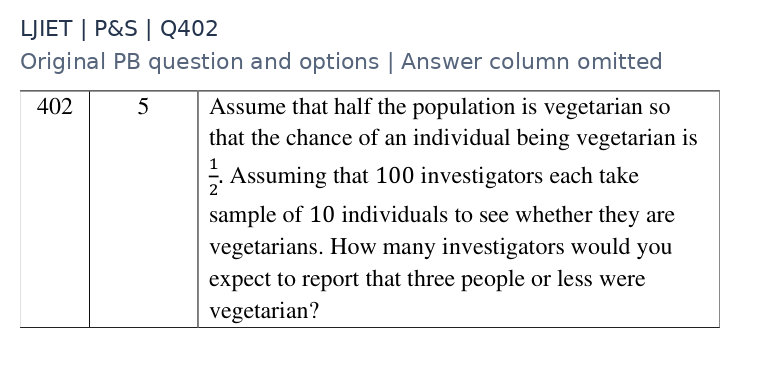 LJIET | P&S | Q402
Original PB question and options | Answer column omitted
402 5 Assume that half the population is vegetarian so
that the chance of an individual being vegetarian is
1/2. Assuming that 100 investigators each take
sample of 10 individuals to see whether they are
vegetarians. How many investigators would you
expect to report that three people or less were
vegetarian?